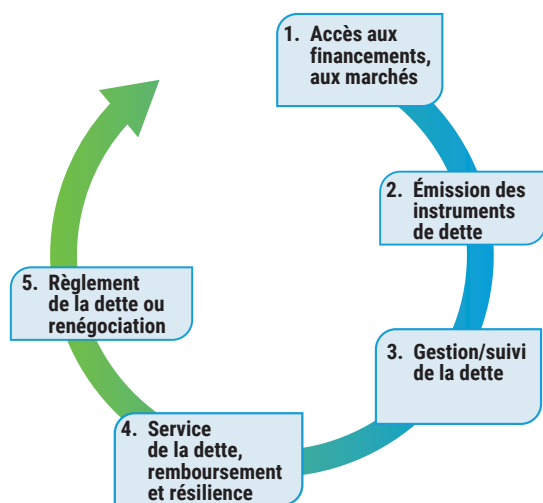 1. Accès aux
financements,
aux marchés
2. Émission des
instruments
de dette
3. Gestion/suivi
de la dette
4. Service
de la dette,
remboursement
et résilience
5. Règlement
de la dette ou
renégociation